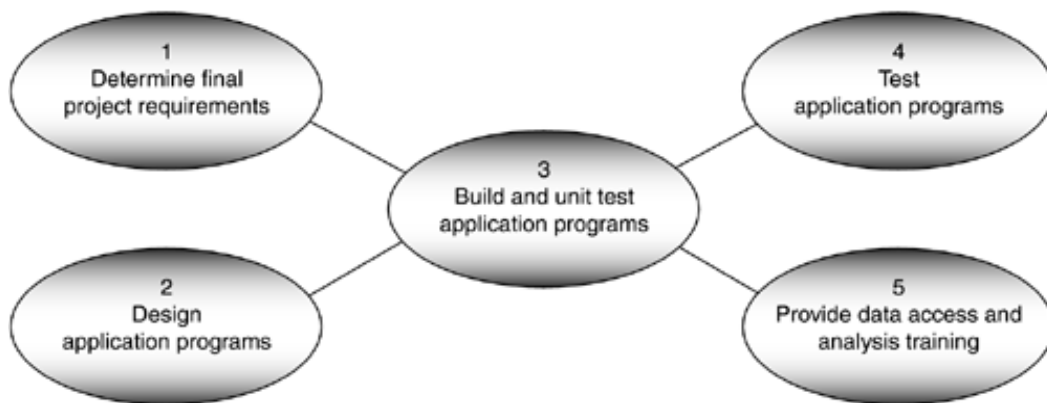 1
Determine final
project requirements
2
Design
application programs
3
Build and unit test
application programs
4
Test
application programs
5
Provide data access and
analysis training